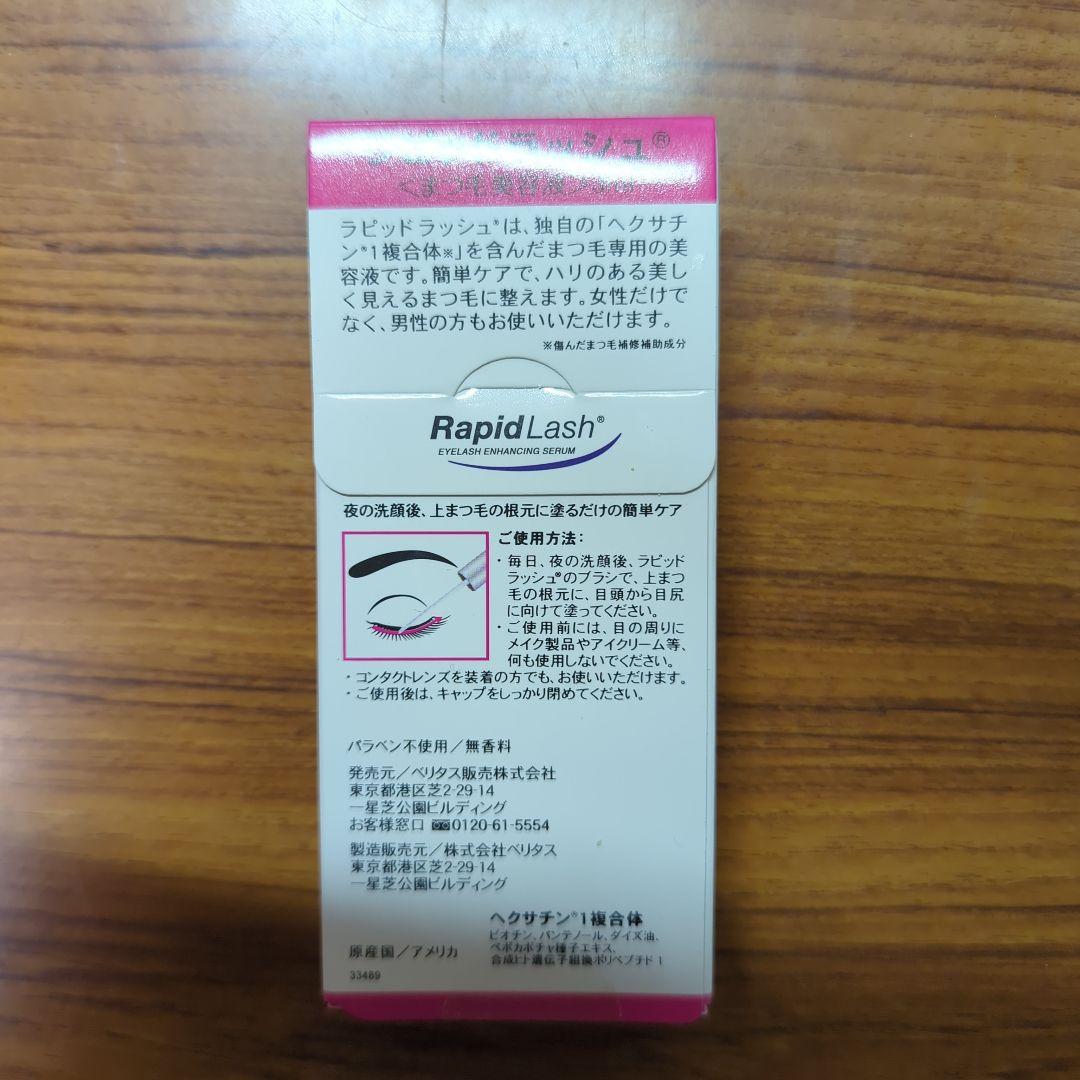 ラッシュ®
<まつ毛美容液>
ラピッドラッシュ®は、独自の「ヘクサチ
ン®1複合体※」を含んだまつ毛専用の美
容液です。簡単ケアで、ハリのある美し
く見えるまつ毛に整えます。女性だけで
なく、男性の方もお使いいただけます。
※傷んだまつ毛補修補助成分
RapidLash®
EYELASH ENHANCING SERUM
夜の洗顔後、上まつ毛の根元に塗るだけの簡単ケア
ご使用方法:
・毎日、夜の洗顔後、ラピッド
ラッシュ®のブラシで、上まつ
毛の根元に、目頭から目尻
に向けて塗ってください。
・ご使用前には、目の周りに
メイク製品やアイクリーム等、
何も使用しないでください。
・コンタクトレンズを装着の方でも、お使いいただけます。
・ご使用後は、キャップをしっかり閉めてください。
パラベン不使用/無香料
発売元/ベリタス販売株式会社
東京都港区芝2-29-14
一星芝公園ビルディング
お客様窓口 0120-61-5554
製造販売元/株式会社ベリタス
東京都港区芝2-29-14
一星芝公園ビルディング
ヘクサチン®1複合体
ビオチン、パンテノール、ダイズ油、
ペポカボチャ種子エキス、
合成ヒト遺伝子組換ポリペプチド1
原産国/アメリカ
33469